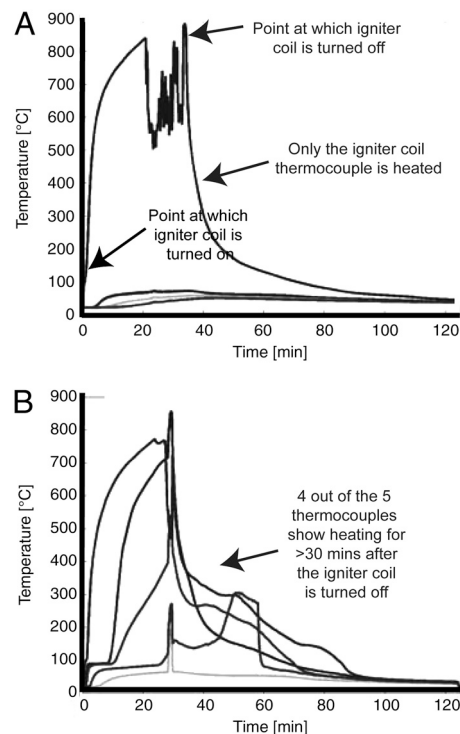 A
900
800
700
600
500
400
300
200
100
0
Temperature [°C]
Point at which igniter
coil is turned off
Only the igniter coil
thermocouple is heated
Point at which
igniter coil is
turned on
0 20 40 60 80 100 120
Time [min]
B
900
800
700
600
500
400
300
200
100
0
Temperature [°C]
4 out of the 5
thermocouples
show heating for
>30 mins after
the igniter coil
is turned off
0 20 40 60 80 100 120
Time [min]